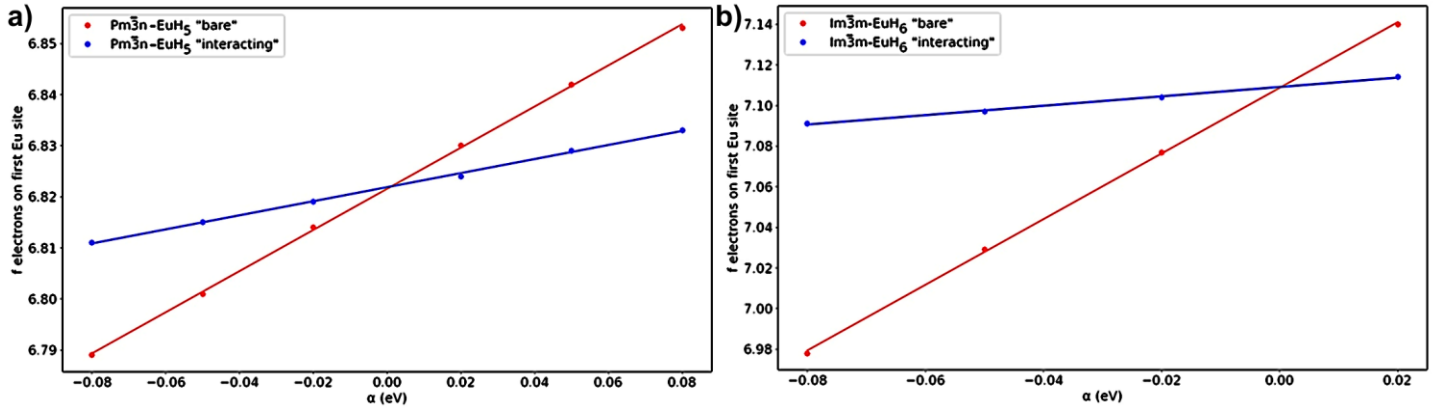 a)
Pm3̅n-EuH5 "bare"
Pm3̅n-EuH5 "interacting"
f electrons on first Eu site
6.85
6.84
6.83
6.82
6.81
6.80
6.79
−0.08 −0.06 −0.04 −0.02 0.00 0.02 0.04 0.06 0.08
α (eV)
b)
Im3̅m-EuH6 "bare"
Im3̅m-EuH6 "interacting"
f electrons on first Eu site
7.14
7.12
7.10
7.08
7.06
7.04
7.02
7.00
6.98
−0.08 −0.06 −0.04 −0.02 0.00 0.02
α (eV)